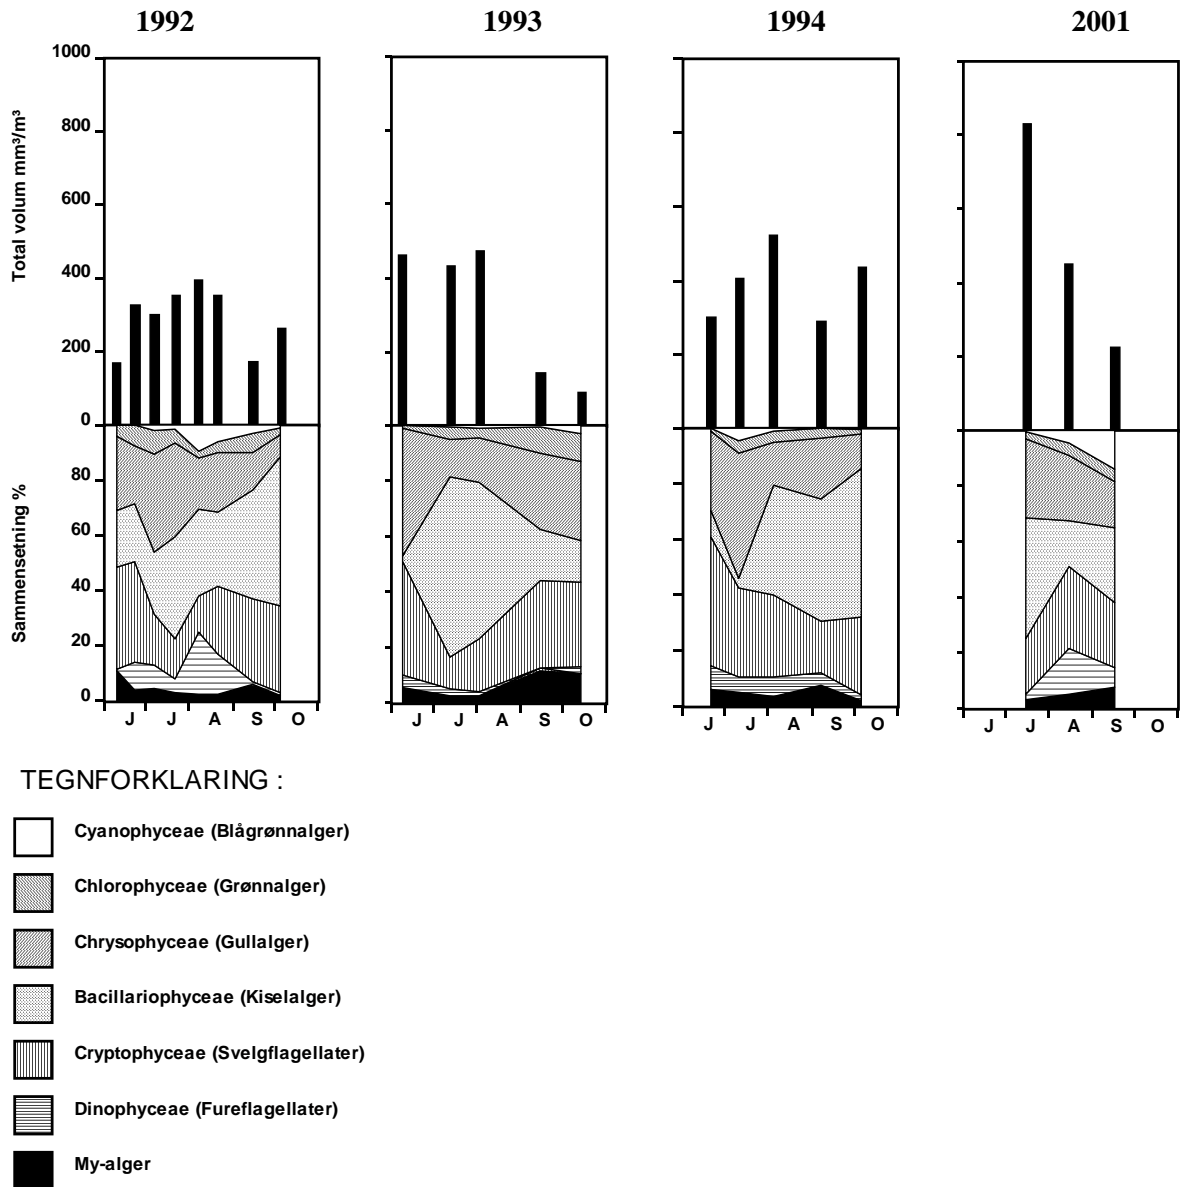 1992 1993 1994 2001
Total volum mm³/m³
1000
800
600
400
200
0
Sammensetning %
80
60
40
20
0
J J A S O J J A S O J J A S O J A S O
TEGNFORKLARING :
Cyanophyceae (Blågrønnalger)
Chlorophyceae (Grønnalger)
Chrysophyceae (Gullalger)
Bacillariophyceae (Kiselalger)
Cryptophyceae (Svelgflagellater)
Dinophyceae (Fureflagellater)
My-alger